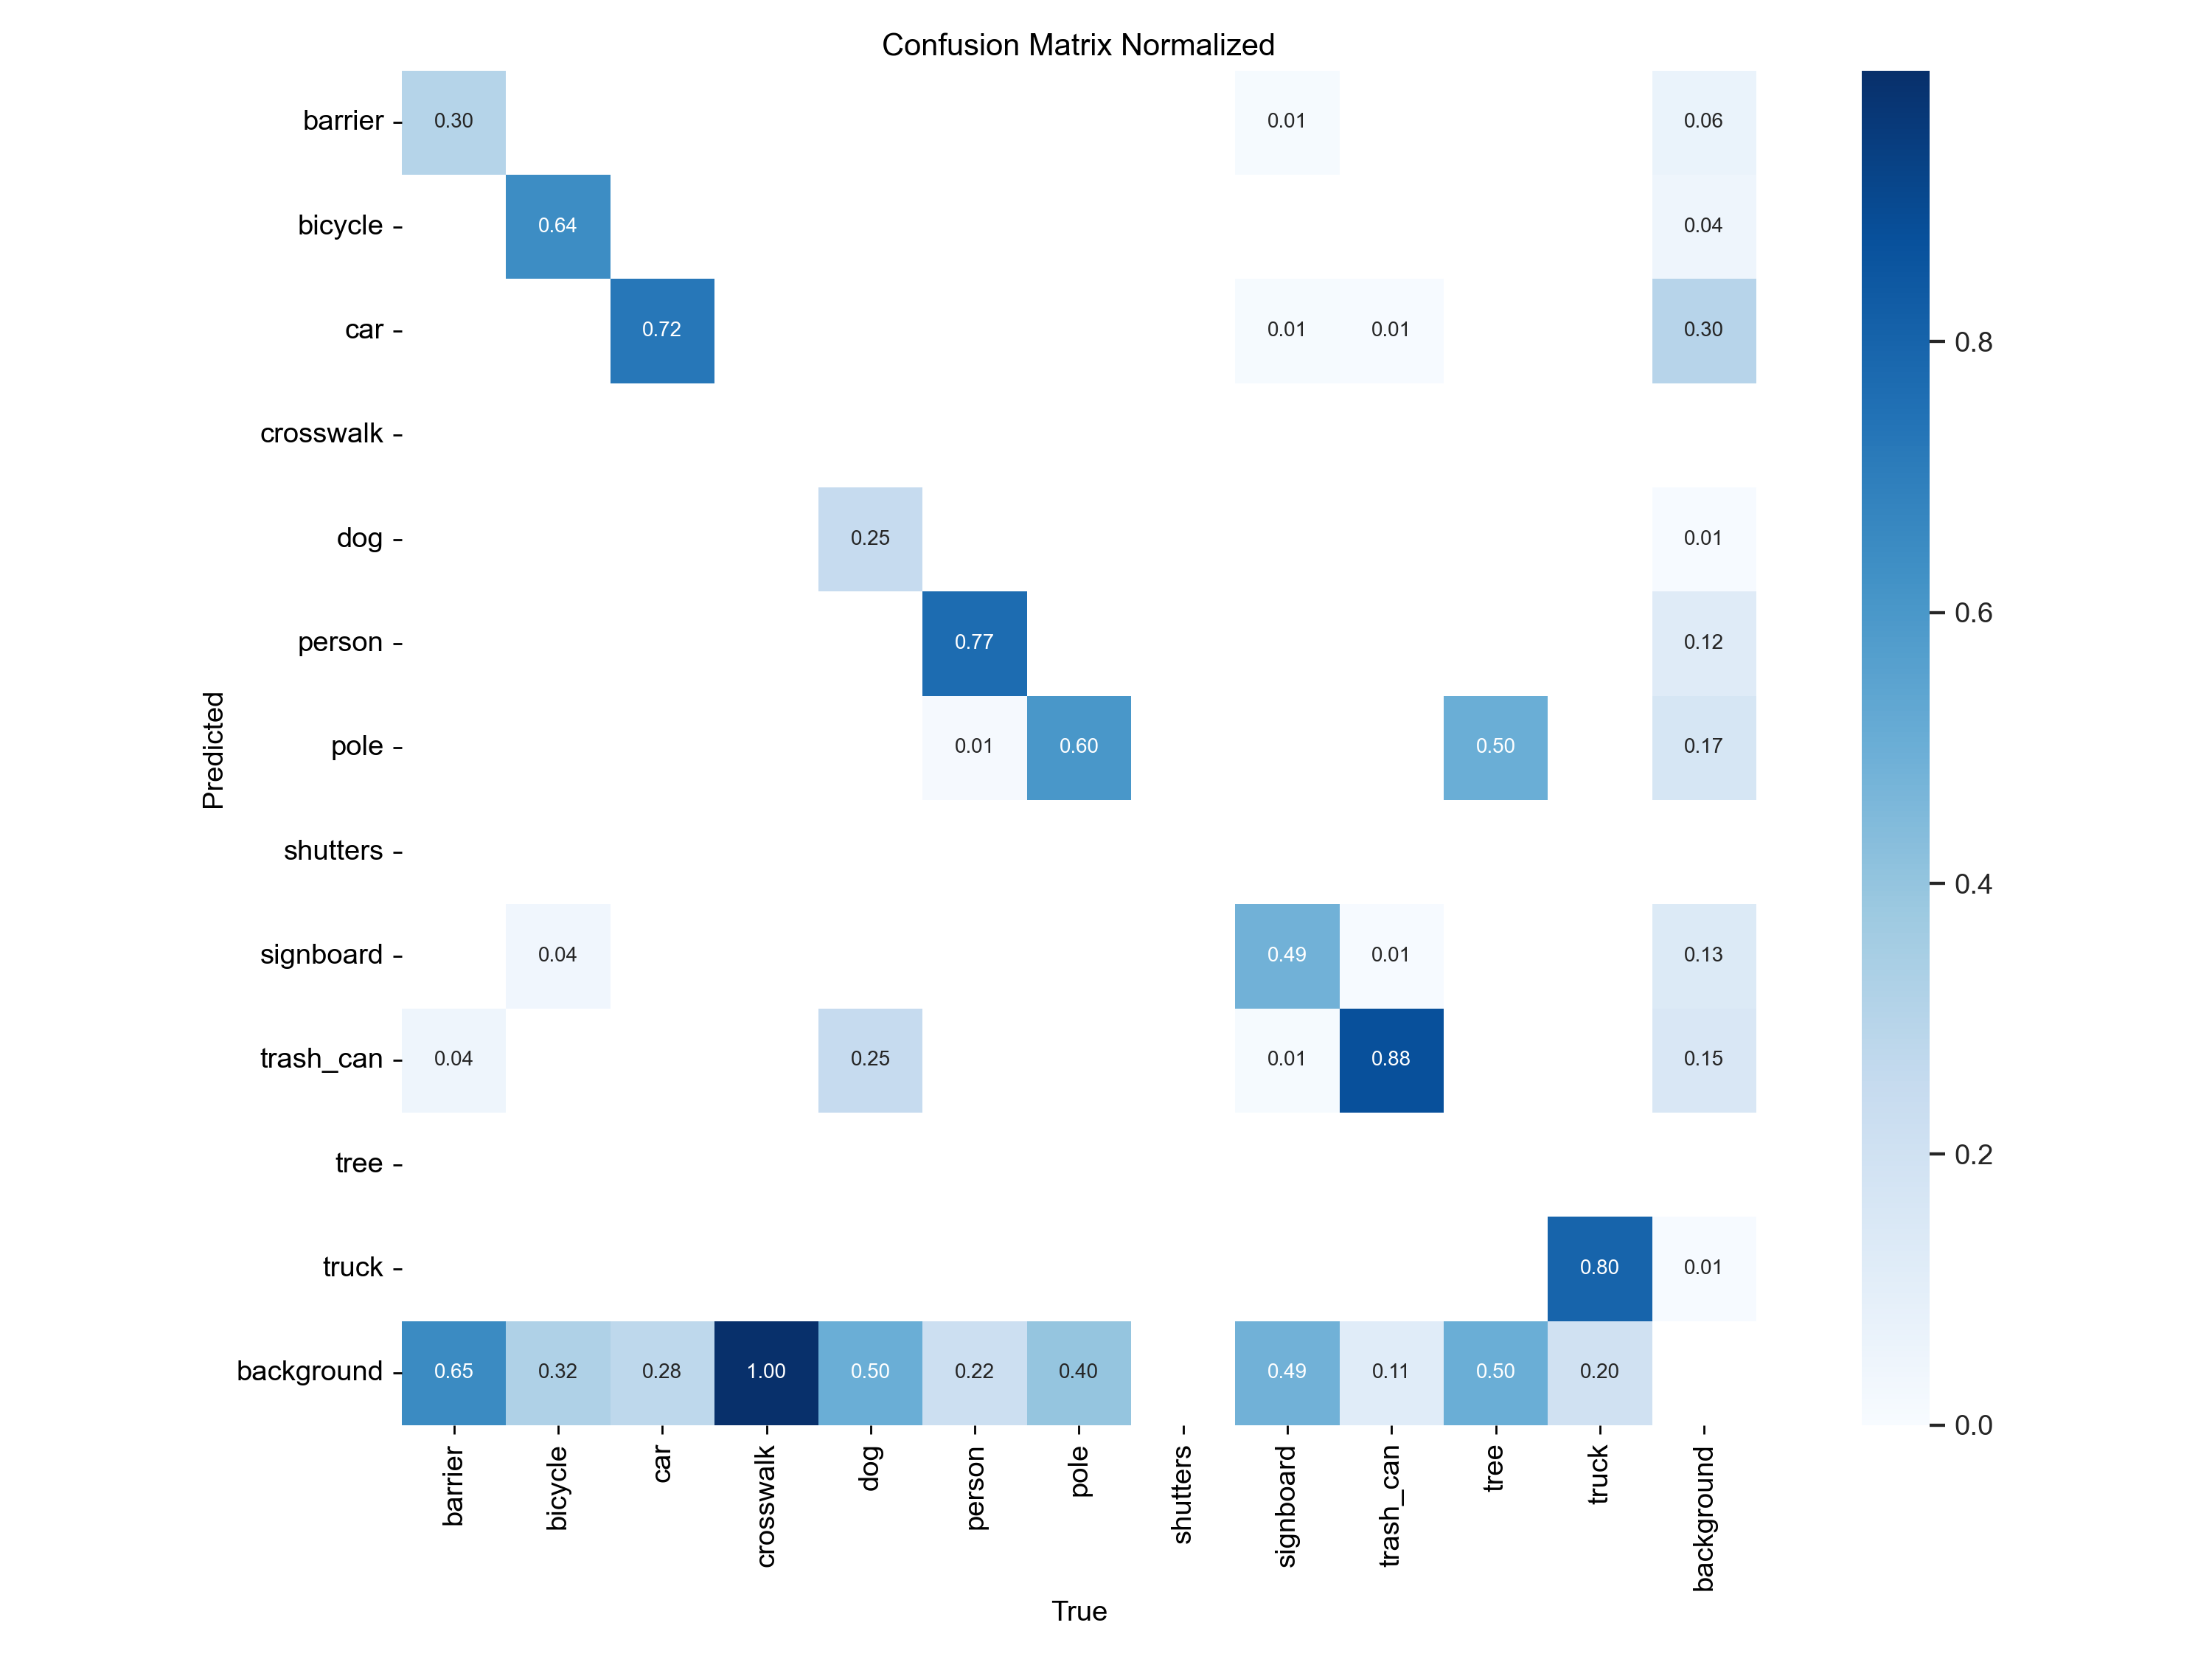 Confusion Matrix Normalized
barrier 0.30 0.01 0.06
bicycle 0.64 0.04
car 0.72 0.01 0.01 0.30
crosswalk
dog 0.25 0.01
person 0.77 0.12
pole 0.01 0.60 0.50 0.17
shutters
signboard 0.04 0.49 0.01 0.13
trash_can 0.04 0.25 0.01 0.88 0.15
tree
truck 0.80 0.01
background 0.65 0.32 0.28 1.00 0.50 0.22 0.40 0.49 0.11 0.50 0.20
Predicted
barrier
bicycle
car
crosswalk
dog
person
pole
shutters
signboard
trash_can
tree
truck
background
True
0.8
0.6
0.4
0.2
0.0